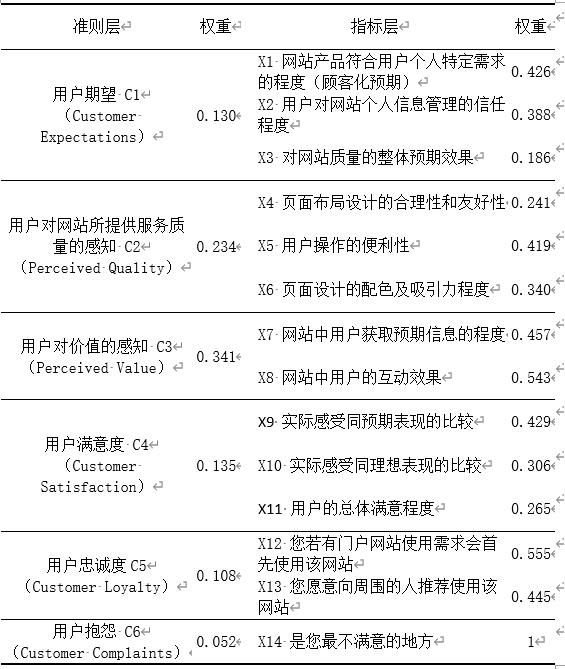 准则层 权重 指标层 权重
用户期望 C1
（Customer
Expectations）
0.130
X1 网站产品符合用户个人特定需求
的程度（顾客化预期）
0.426
X2 用户对网站个人信息管理的信任
程度
0.388
X3 对网站质量的整体预期效果
0.186
用户对网站所提供服务质
量的感知 C2
（Perceived Quality）
0.234
X4 页面布局设计的合理性和友好性
0.241
X5 用户操作的便利性
0.419
X6 页面设计的配色及吸引力程度
0.340
用户对价值的感知 C3
（Perceived Value）
0.341
X7 网站中用户获取预期信息的程度
0.457
X8 网站中用户的互动效果
0.543
用户满意度 C4
（Customer
Satisfaction）
0.135
X9 实际感受同预期表现的比较
0.429
X10 实际感受同理想表现的比较
0.306
X11 用户的总体满意程度
0.265
用户忠诚度 C5
（Customer Loyalty）
0.108
X12 您若有门户网站使用需求会首
先使用该网站
0.555
X13 您愿意向周围的人推荐使用该
网站
0.445
用户抱怨 C6
（Customer Complaints）
0.052
X14 是您最不满意的地方
1